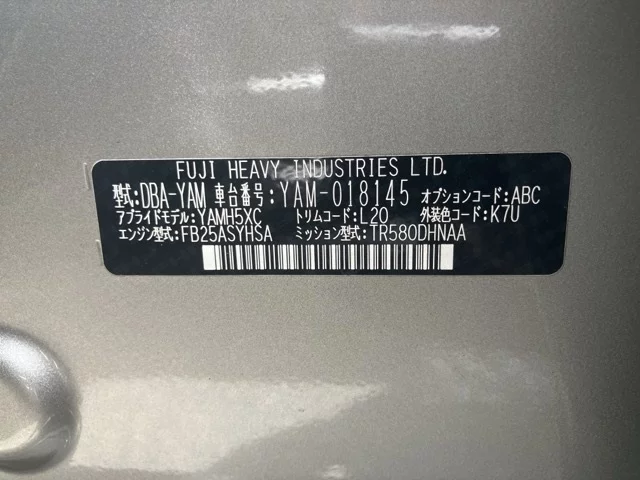 FUJI HEAVY INDUSTRIES LTD.
型式:DBA-YAM 車台番号:YAM-018145 オプションコード:ABC
アプライドモデル:YAMH5XC トリムコード:L20 外装色コード:K7U
エンジン型式:FB25ASYHSA ミッション型式:TR580DHNAA